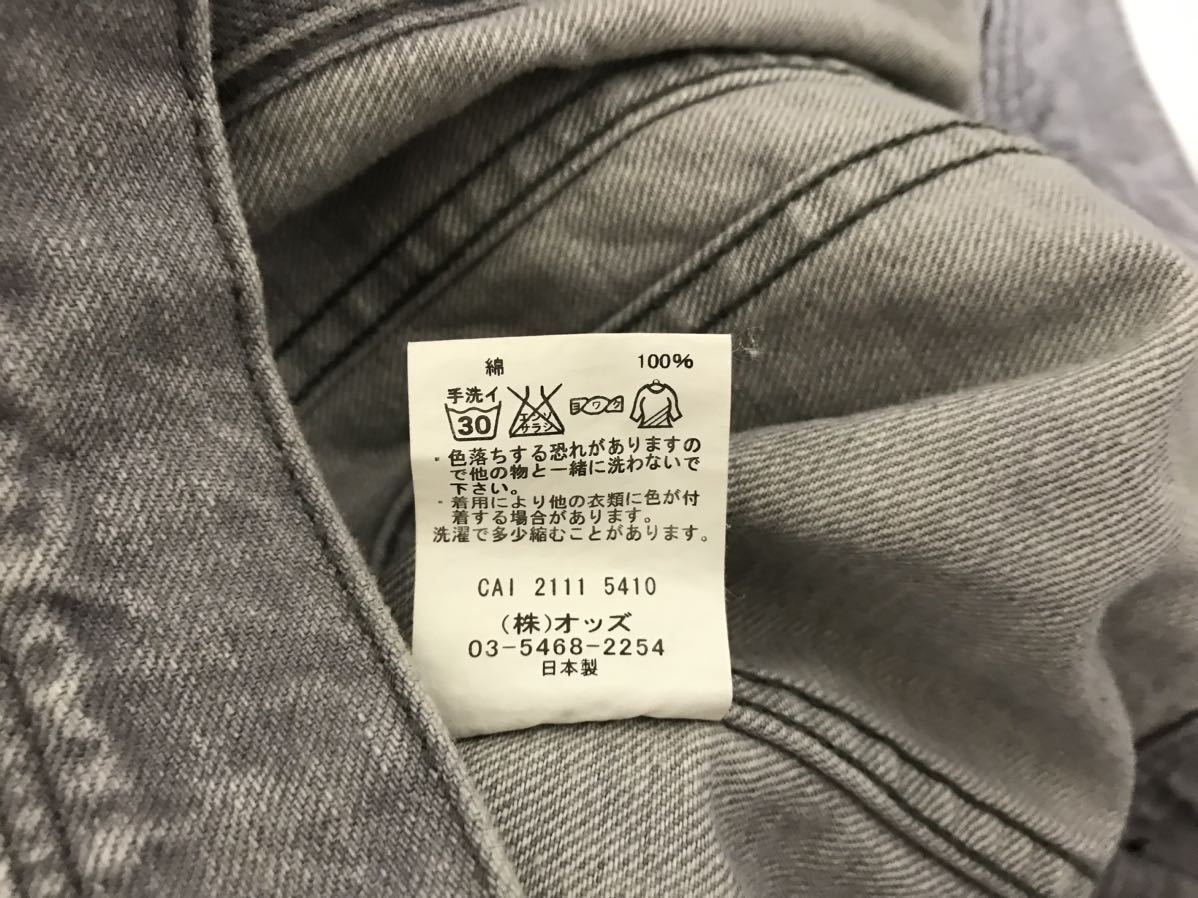 綿 100%
手洗イ
30 エンソ ヨワク
サラシ
・色落ちする恐れがありますの
で他の物と一緒に洗わないで
下さい。
・着用により他の衣類に色が付
着する場合があります。
洗濯で多少縮むことがあります。
CAI 2111 5410
(株)オッズ
03-5468-2254
日本製